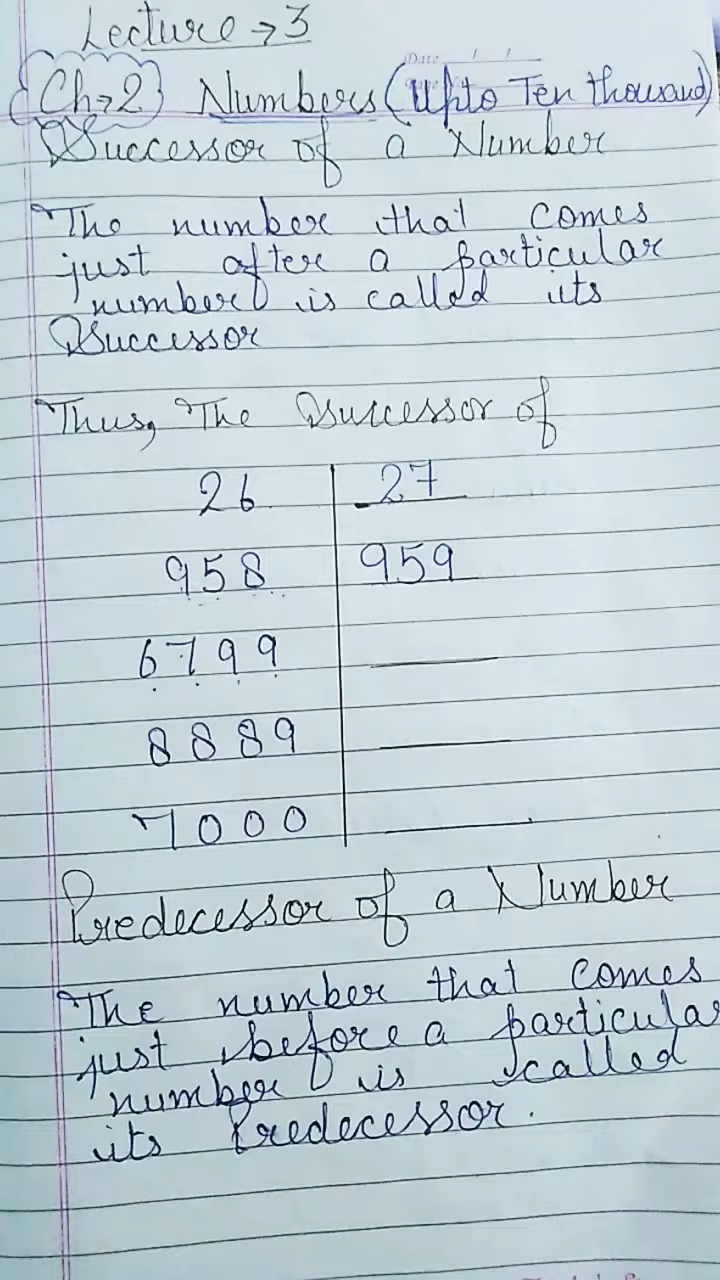 Lecture → 3
Date / /
Ch→2 Numbers (Upto Ten thousand)
Successor of a Number
The number that comes
just after a particular
number is called its
Successor
Thus, The Successor of
26 27
958 959
6799
8889
7000
Predecessor of a Number
The number that comes
just before a particular
number is called
its Predecessor.